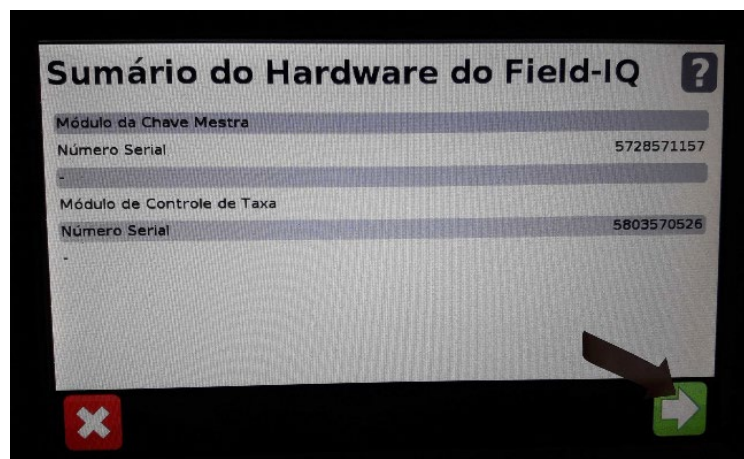 Sumário do Hardware do Field-IQ ?
Módulo da Chave Mestra
Número Serial 5728571157
-
Módulo de Controle de Taxa
Número Serial 5803570526
-